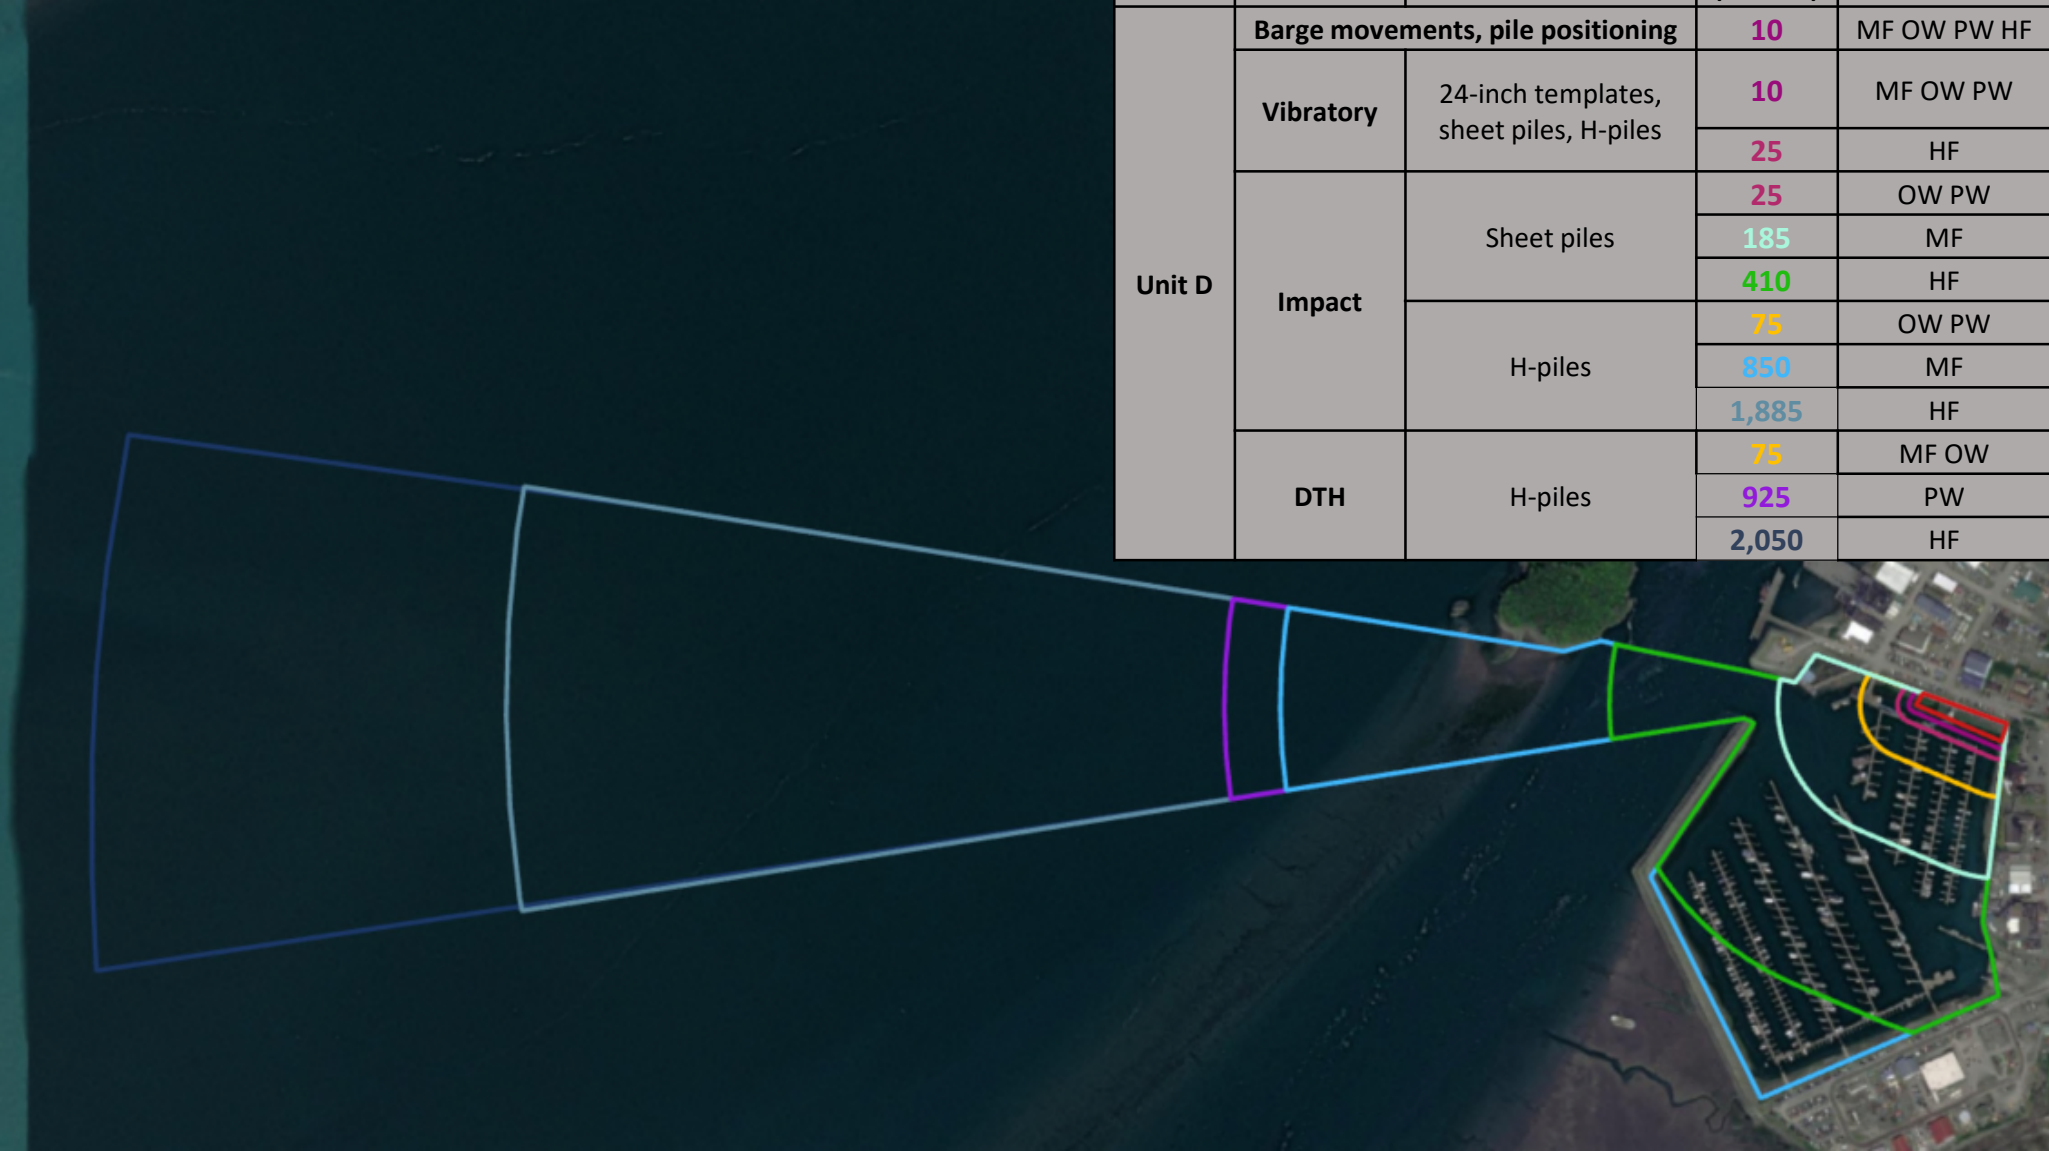 Barge movements, pile positioning 10 MF OW PW HF
Unit D
Vibratory
24-inch templates,
sheet piles, H-piles
10 MF OW PW
25 HF
Impact
Sheet piles
25 OW PW
185 MF
410 HF
H-piles
75 OW PW
850 MF
1,885 HF
DTH
H-piles
75 MF OW
925 PW
2,050 HF